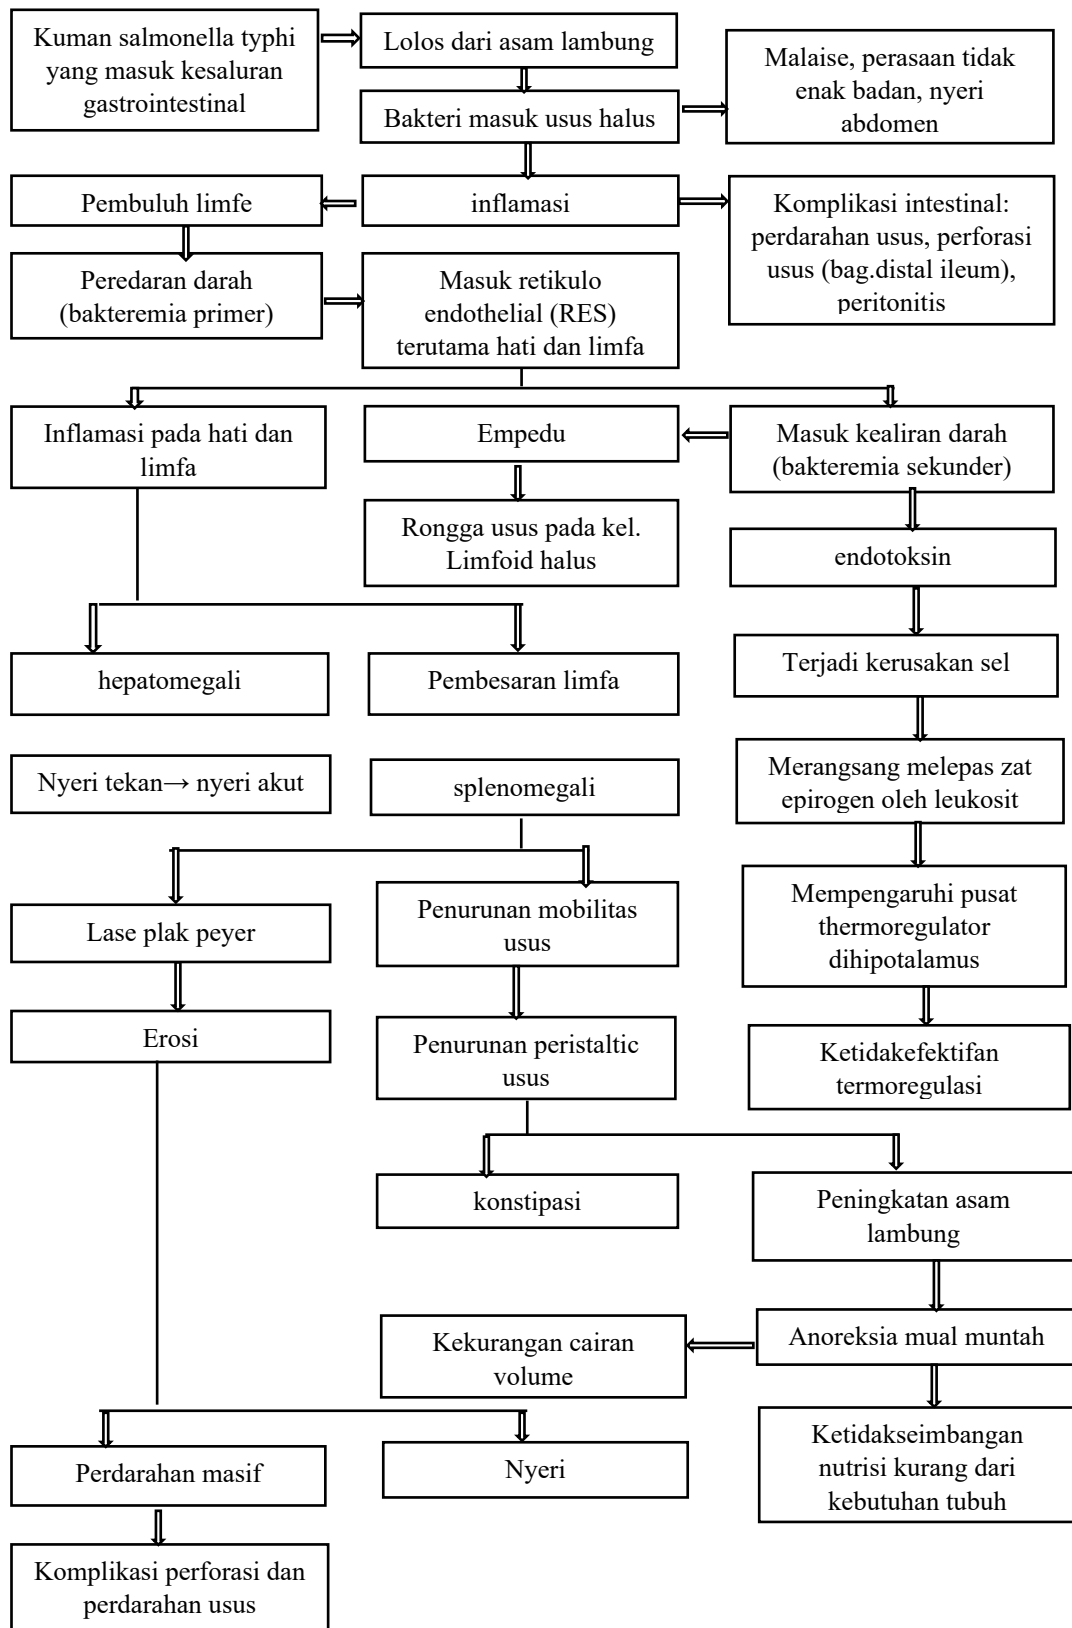 Kuman salmonella typhi
yang masuk kesaluran
gastrointestinal
Lolos dari asam lambung
Malaise, perasaan tidak
enak badan, nyeri
abdomen
Bakteri masuk usus halus
Pembuluh limfe
inflamasi
Komplikasi intestinal:
perdarahan usus, perforasi
usus (bag.distal ileum),
peritonitis
Peredaran darah
(bakteremia primer)
Masuk retikulo
endothelial (RES)
terutama hati dan limfa
Inflamasi pada hati dan
limfa
Empedu
Masuk kealiran darah
(bakteremia sekunder)
Rongga usus pada kel.
Limfoid halus
endotoksin
hepatomegali
Pembesaran limfa
Terjadi kerusakan sel
Nyeri tekan→ nyeri akut
splenomegali
Merangsang melepas zat
epirogen oleh leukosit
Lase plak peyer
Penurunan mobilitas
usus
Mempengaruhi pusat
thermoregulator
dihipotalamus
Erosi
Penurunan peristaltic
usus
Ketidakefektifan
termoregulasi
konstipasi
Peningkatan asam
lambung
Kekurangan cairan
volume
Anoreksia mual muntah
Perdarahan masif
Nyeri
Ketidakseimbangan
nutrisi kurang dari
kebutuhan tubuh
Komplikasi perforasi dan
perdarahan usus